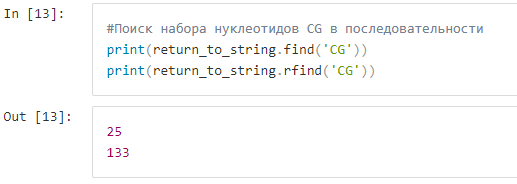 In [13]:
#Поиск набора нуклеотидов CG в последовательности
print(return_to_string.find('CG'))
print(return_to_string.rfind('CG'))
Out [13]:
25
133